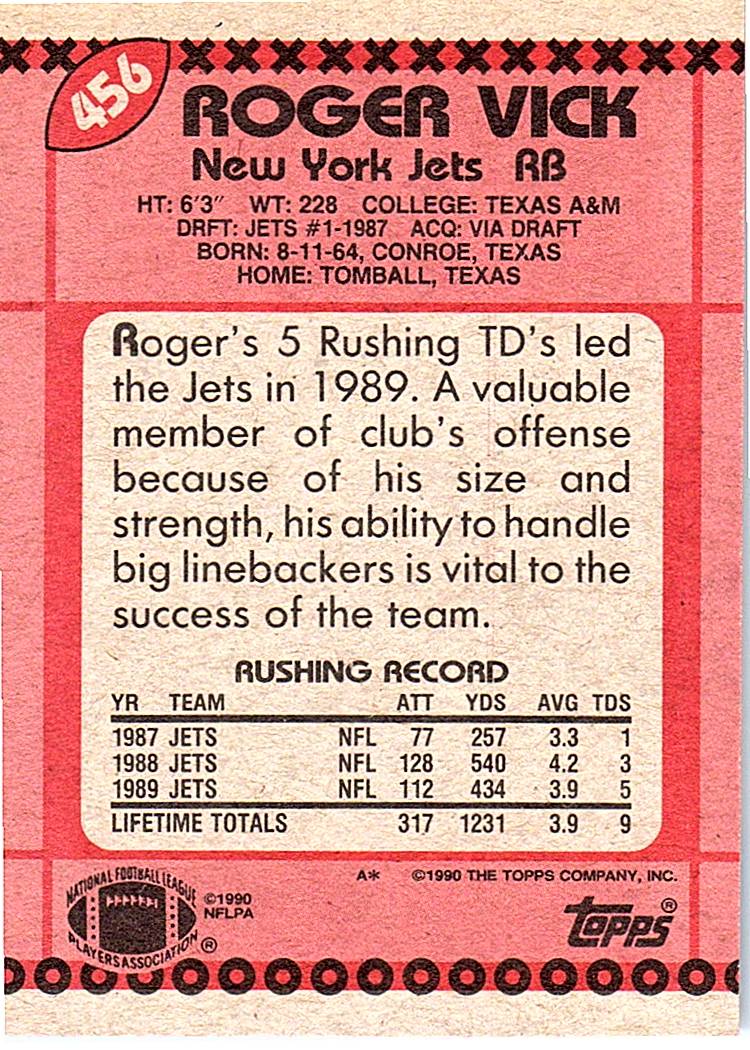 456
ROGER VICK
New York Jets RB
HT: 6'3" WT: 228 COLLEGE: TEXAS A&M
DRFT: JETS #1-1987 ACQ: VIA DRAFT
BORN: 8-11-64, CONROE, TEXAS
HOME: TOMBALL, TEXAS
Roger's 5 Rushing TD's led
the Jets in 1989. A valuable
member of club's offense
because of his size and
strength, his ability to handle
big linebackers is vital to the
success of the team.
RUSHING RECORD
YR TEAM ATT YDS AVG TDS
1987 JETS NFL 77 257 3.3 1
1988 JETS NFL 128 540 4.2 3
1989 JETS NFL 112 434 3.9 5
LIFETIME TOTALS 317 1231 3.9 9
A* ©1990 THE TOPPS COMPANY, INC.
NATIONAL FOOTBALL LEAGUE
PLAYERS ASSOCIATION ®
©1990
NFLPA
topps®